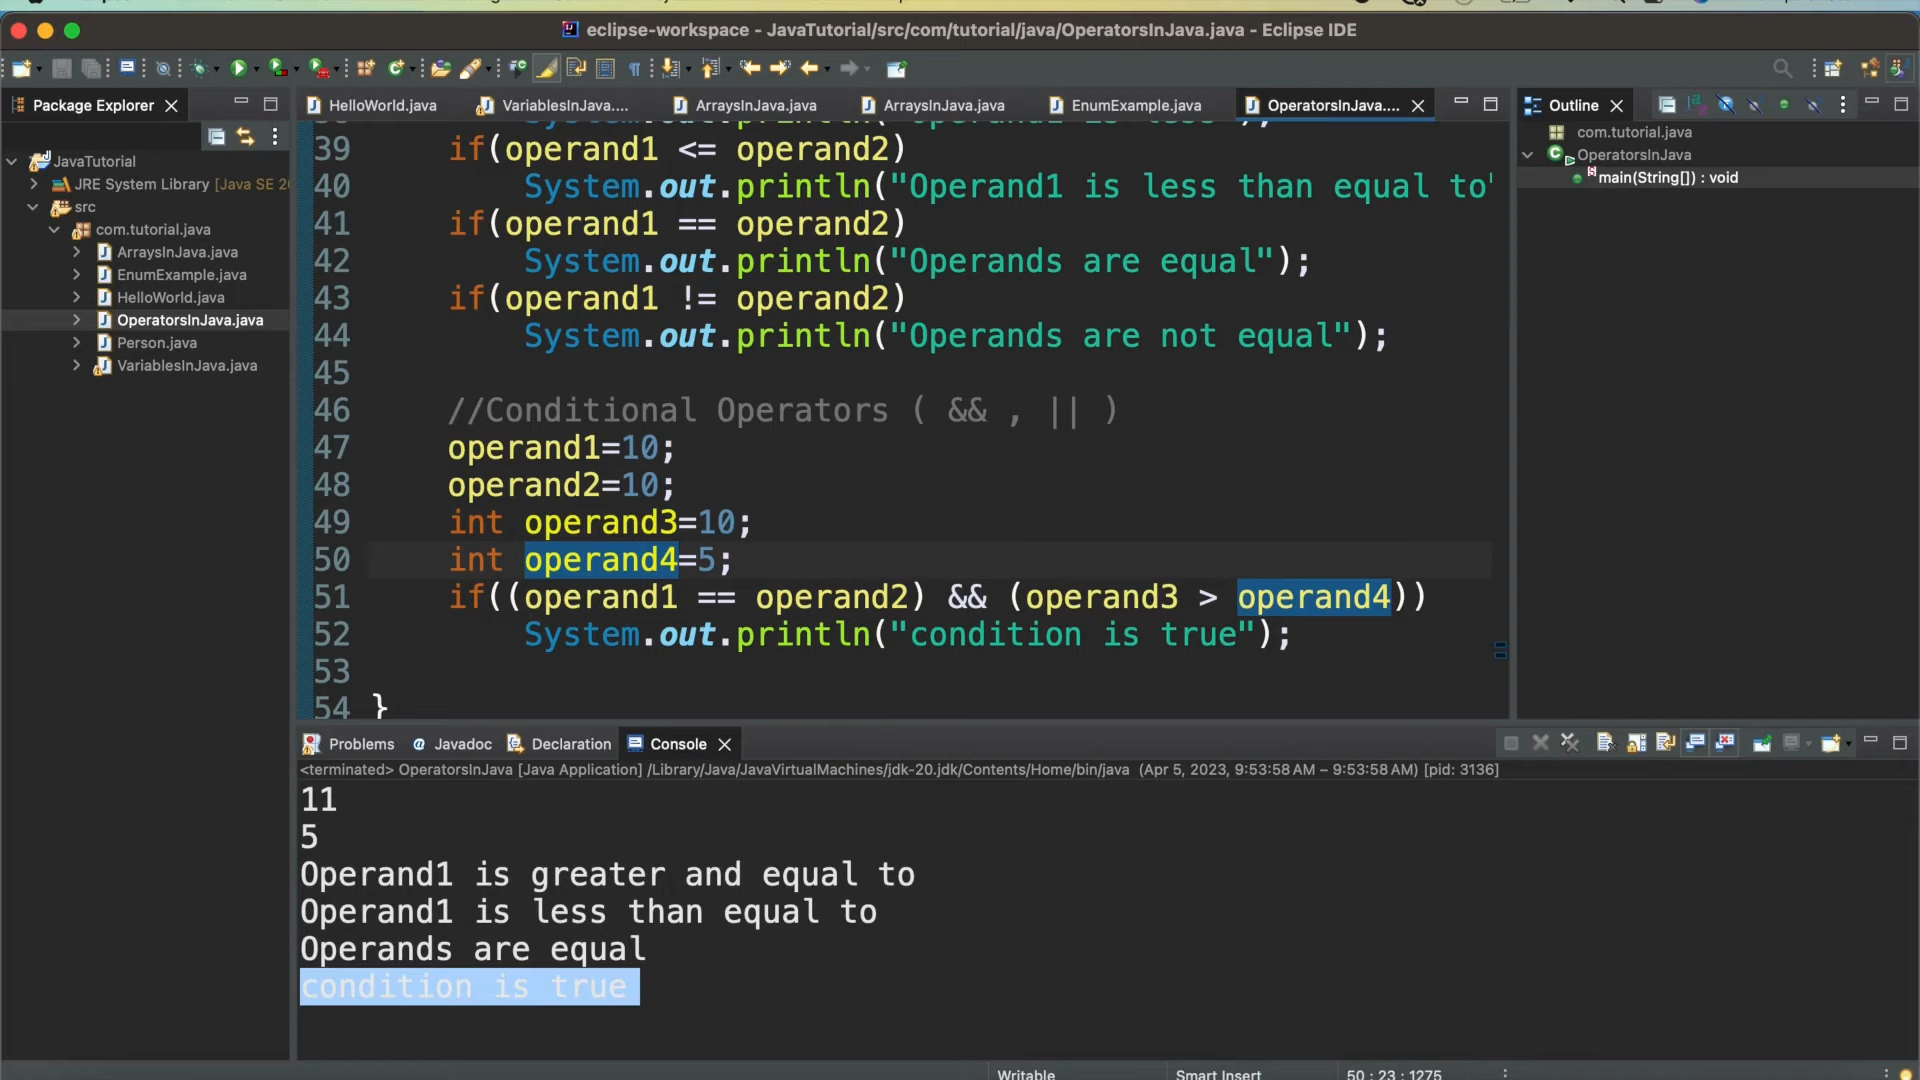 eclipse-workspace - JavaTutorial/src/com/tutorial/java/OperatorsInJava.java - Eclipse IDE
Package Explorer
HelloWorld.java
VariablesInJava....
ArraysInJava.java
ArraysInJava.java
EnumExample.java
OperatorsInJava....
Outline
JavaTutorial
JRE System Library [Java SE 20
src
com.tutorial.java
ArraysInJava.java
EnumExample.java
HelloWorld.java
OperatorsInJava.java
Person.java
VariablesInJava.java
39 if(operand1 <= operand2)
40 System.out.println("Operand1 is less than equal to"
41 if(operand1 == operand2)
42 System.out.println("Operands are equal");
43 if(operand1 != operand2)
44 System.out.println("Operands are not equal");
45
46 //Conditional Operators ( && , || )
47 operand1=10;
48 operand2=10;
49 int operand3=10;
50 int operand4=5;
51 if((operand1 == operand2) && (operand3 > operand4))
52 System.out.println("condition is true");
53
54 }
com.tutorial.java
OperatorsInJava
main(String[]) : void
Problems
@ Javadoc
Declaration
Console
<terminated> OperatorsInJava [Java Application] /Library/Java/JavaVirtualMachines/jdk-20.jdk/Contents/Home/bin/java (Apr 5, 2023, 9:53:58 AM – 9:53:58 AM) [pid: 3136]
11
5
Operand1 is greater and equal to
Operand1 is less than equal to
Operands are equal
condition is true
Writable
Smart Insert
50 : 23 : 1275